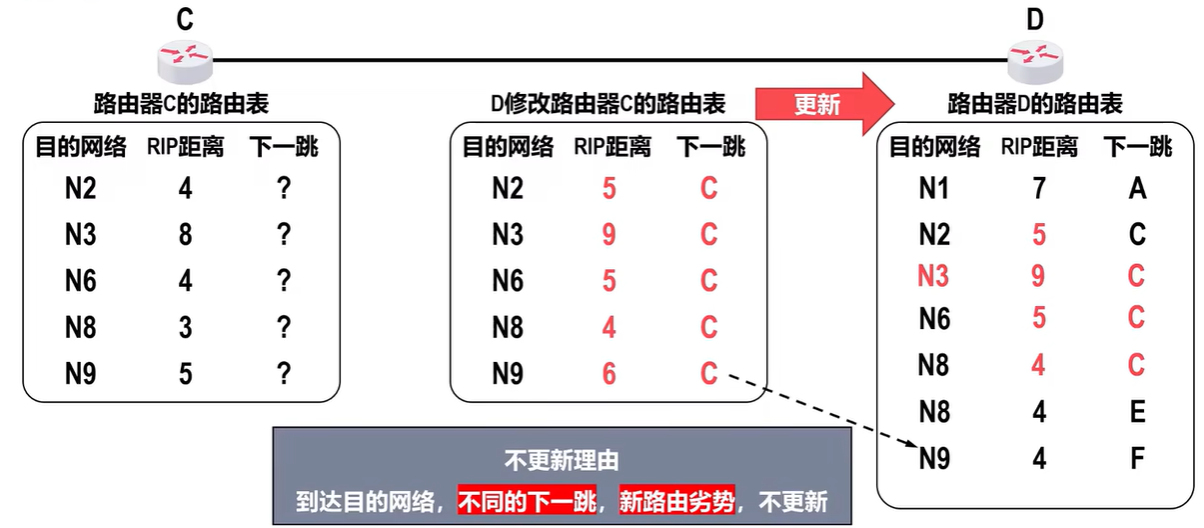 C
D
路由器C的路由表
D修改路由器C的路由表
更新
路由器D的路由表
目的网络 RIP距离 下一跳
N2 4 ?
N3 8 ?
N6 4 ?
N8 3 ?
N9 5 ?
目的网络 RIP距离 下一跳
N2 5 C
N3 9 C
N6 5 C
N8 4 C
N9 6 C
目的网络 RIP距离 下一跳
N1 7 A
N2 5 C
N3 9 C
N6 5 C
N8 4 C
N8 4 E
N9 4 F
不更新理由
到达目的网络，不同的下一跳，新路由劣势，不更新